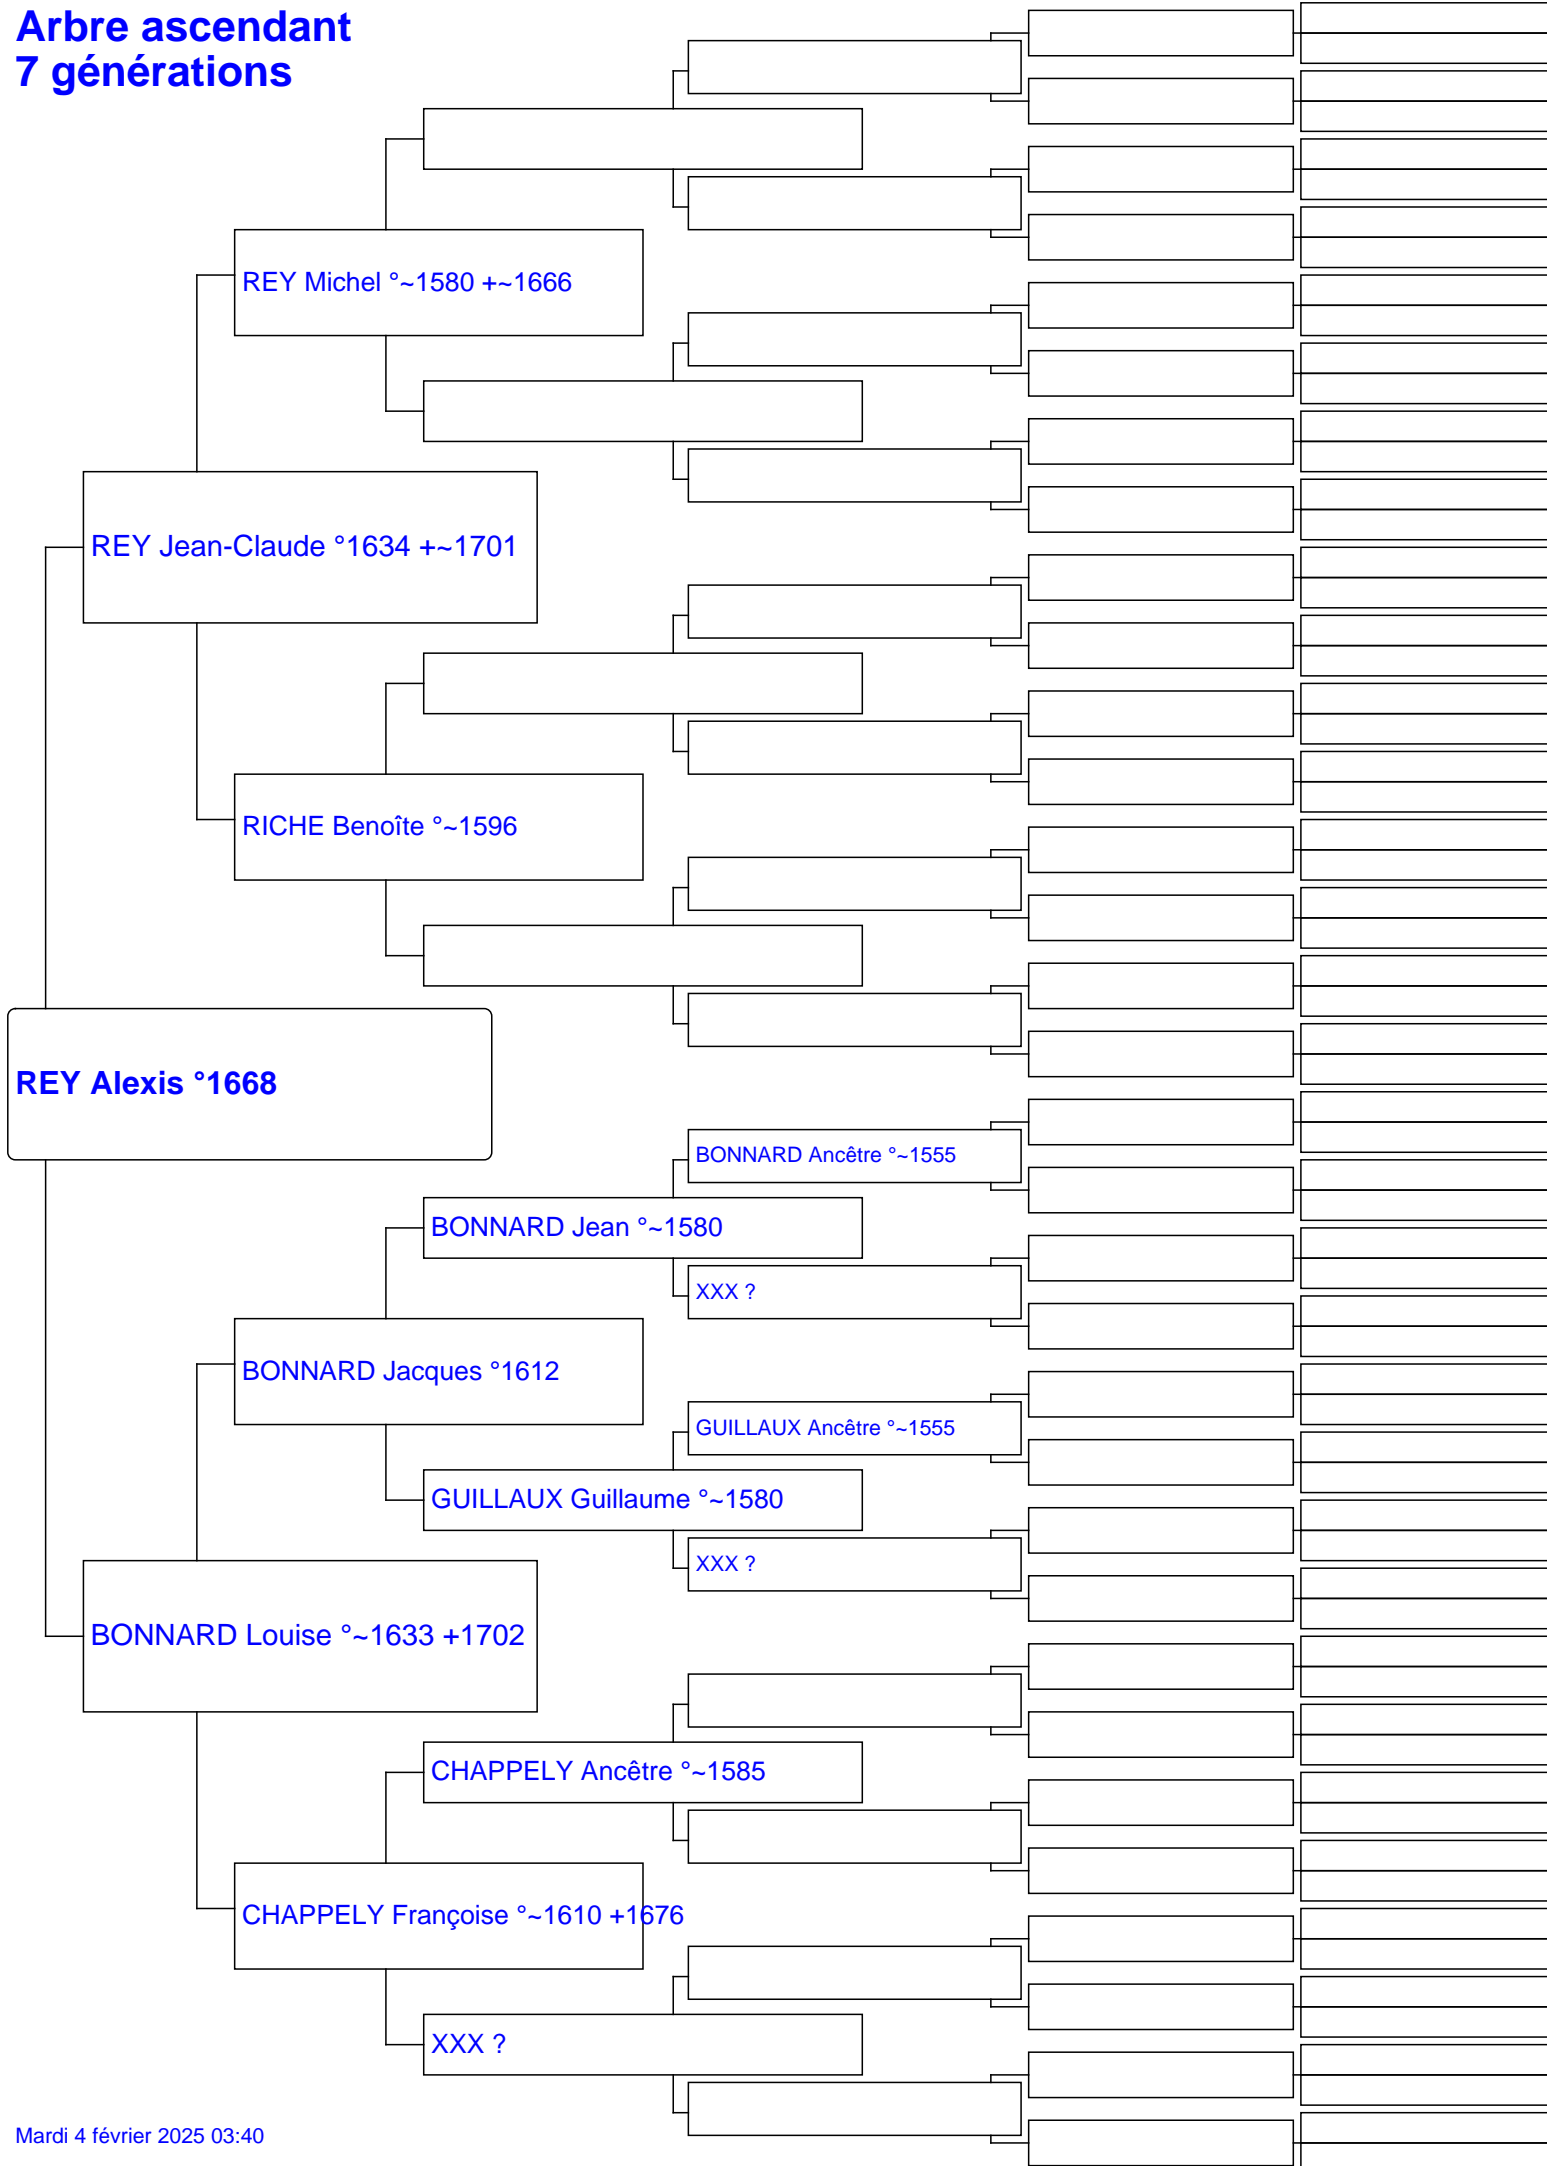 Arbre ascendant
7 générations
REY Michel °~1580 +~1666
REY Jean-Claude °1634 +~1701
RICHE Benoîte °~1596
REY Alexis °1668
BONNARD Ancêtre °~1555
BONNARD Jean °~1580
XXX ?
BONNARD Jacques °1612
GUILLAUX Ancêtre °~1555
GUILLAUX Guillaume °~1580
XXX ?
BONNARD Louise °~1633 +1702
CHAPPELY Ancêtre °~1585
CHAPPELY Françoise °~1610 +1676
XXX ?
Mardi 4 février 2025 03:40